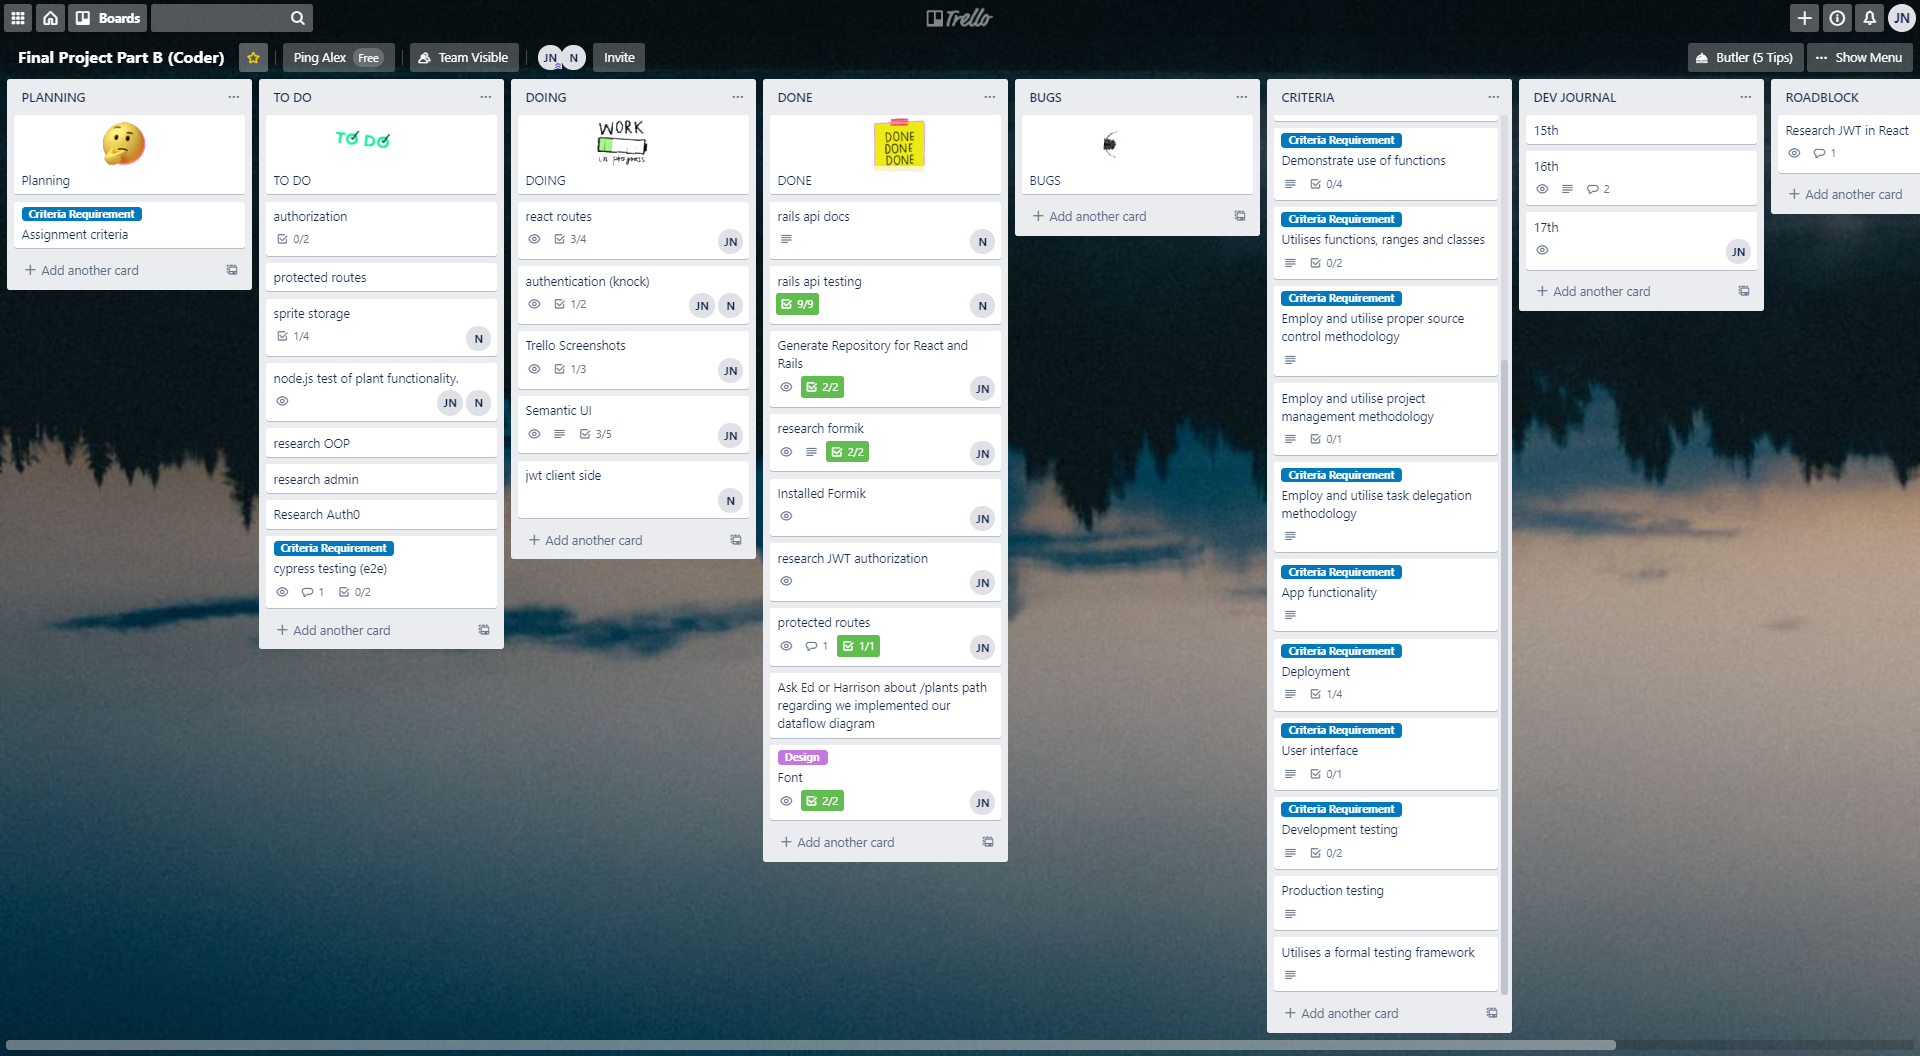 Boards
Trello
JN
Final Project Part B (Coder)
Ping Alex Free
Team Visible
JN N
Invite
Butler (5 Tips)
Show Menu
PLANNING
Planning
Criteria Requirement
Assignment criteria
Add another card
TO DO
TO DO
TO DO
authorization
0/2
protected routes
sprite storage
1/4
N
node.js test of plant functionality.
JN N
research OOP
research admin
Research Auth0
Criteria Requirement
cypress testing (e2e)
1 0/2
Add another card
DOING
WORK
in progress
DOING
react routes
3/4
JN
authentication (knock)
1/2
JN N
Trello Screenshots
1/3
JN
Semantic UI
3/5
JN
jwt client side
N
Add another card
DONE
DONE
DONE
DONE
DONE
rails api docs
N
rails api testing
9/9
N
Generate Repository for React and
Rails
2/2
JN
research formik
2/2
JN
Installed Formik
JN
research JWT authorization
JN
protected routes
1 1/1
JN
Ask Ed or Harrison about /plants path
regarding we implemented our
dataflow diagram
Design
Font
2/2
JN
Add another card
BUGS
BUGS
Add another card
CRITERIA
Criteria Requirement
Demonstrate use of functions
0/4
Criteria Requirement
Utilises functions, ranges and classes
0/2
Criteria Requirement
Employ and utilise proper source
control methodology
Employ and utilise project
management methodology
0/1
Criteria Requirement
Employ and utilise task delegation
methodology
Criteria Requirement
App functionality
Criteria Requirement
Deployment
1/4
Criteria Requirement
User interface
0/1
Criteria Requirement
Development testing
0/2
Production testing
Utilises a formal testing framework
Add another card
DEV JOURNAL
15th
16th
2
17th
JN
Add another card
ROADBLOCK
Research JWT in React
1
Add another card